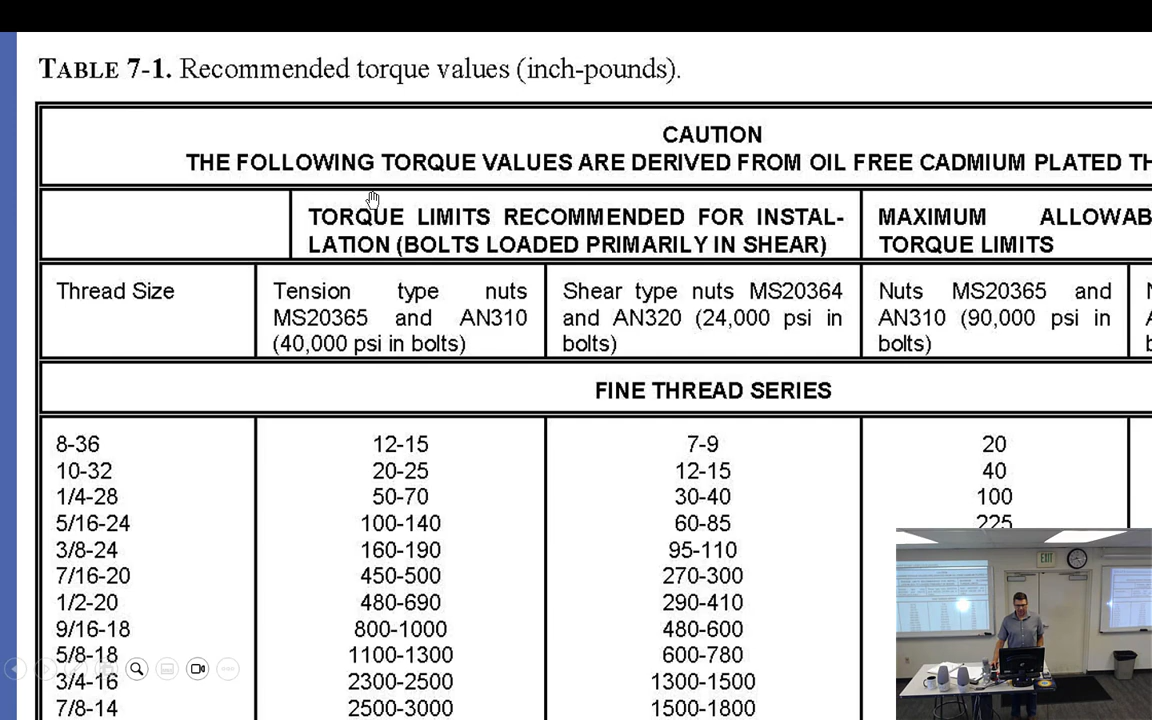 TABLE 7-1. Recommended torque values (inch-pounds).
CAUTION
THE FOLLOWING TORQUE VALUES ARE DERIVED FROM OIL FREE CADMIUM PLATED TH
TORQUE LIMITS RECOMMENDED FOR INSTAL-
LATION (BOLTS LOADED PRIMARILY IN SHEAR)
MAXIMUM ALLOWAB
TORQUE LIMITS
Thread Size
Tension type nuts
MS20365 and AN310
(40,000 psi in bolts)
Shear type nuts MS20364
and AN320 (24,000 psi in
bolts)
Nuts MS20365 and
AN310 (90,000 psi in
bolts)
FINE THREAD SERIES
8-36 12-15 7-9 20
10-32 20-25 12-15 40
1/4-28 50-70 30-40 100
5/16-24 100-140 60-85 225
3/8-24 160-190 95-110
7/16-20 450-500 270-300
1/2-20 480-690 290-410
9/16-18 800-1000 480-600
5/8-18 1100-1300 600-780
3/4-16 2300-2500 1300-1500
7/8-14 2500-3000 1500-1800
EXIT